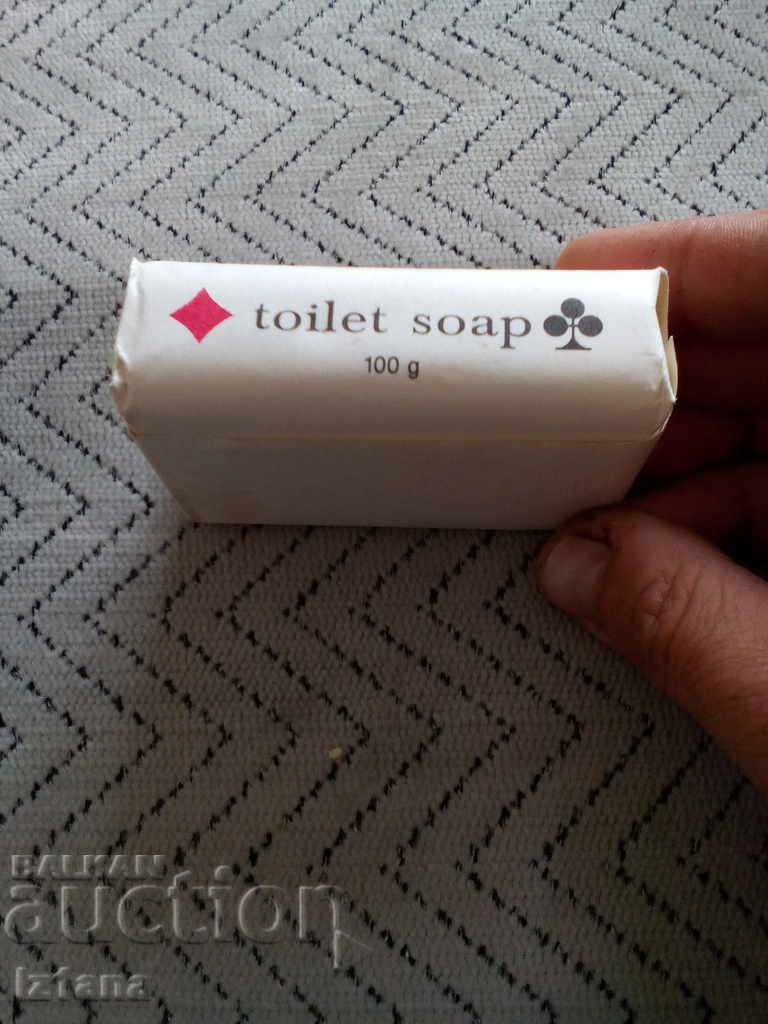 toilet soap
100 g
BALKAN
auction
Iztana